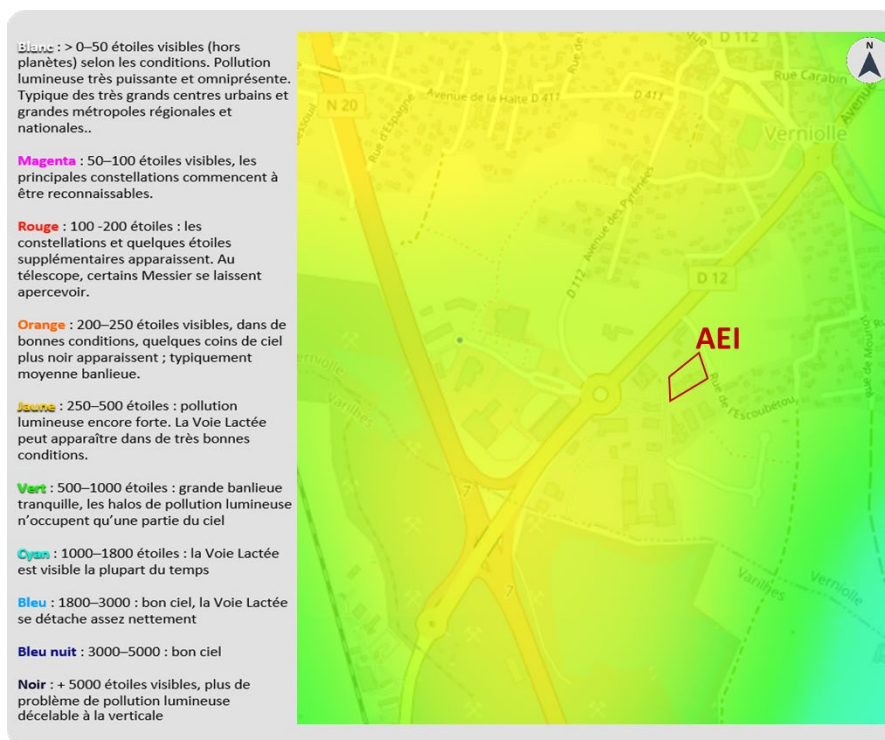 Blanc : > 0–50 étoiles visibles (hors
planètes) selon les conditions. Pollution
lumineuse très puissante et omniprésente.
Typique des très grands centres urbains et
grandes métropoles régionales et
nationales..
Magenta : 50–100 étoiles visibles, les
principales constellations commencent à
être reconnaissables.
Rouge : 100 -200 étoiles : les
constellations et quelques étoiles
supplémentaires apparaissent. Au
télescope, certains Messier se laissent
apercevoir.
Orange : 200–250 étoiles visibles, dans de
bonnes conditions, quelques coins de ciel
plus noir apparaissent ; typiquement
moyenne banlieue.
Jaune : 250–500 étoiles : pollution
lumineuse encore forte. La Voie Lactée
peut apparaître dans de très bonnes
conditions.
Vert : 500–1000 étoiles : grande banlieue
tranquille, les halos de pollution lumineuse
n'occupent qu'une partie du ciel
Cyan : 1000–1800 étoiles : la Voie Lactée
est visible la plupart du temps
Bleu : 1800–3000 : bon ciel, la Voie Lactée
se détache assez nettement
Bleu nuit : 3000–5000 : bon ciel
Noir : + 5000 étoiles visibles, plus de
problème de pollution lumineuse
décelable à la verticale
D 112
N
Rue Carabin
Avenue
Rue de
Avenue de la Halte D 411
D 411
N 20
Rue d'Espagne
Verniolle
D 112 Avenue des Pyrénées
D 12
AEI
Rue de l'Escoubétou
Verniolle
Varilhes
7
7
Varilhes
Verniolle